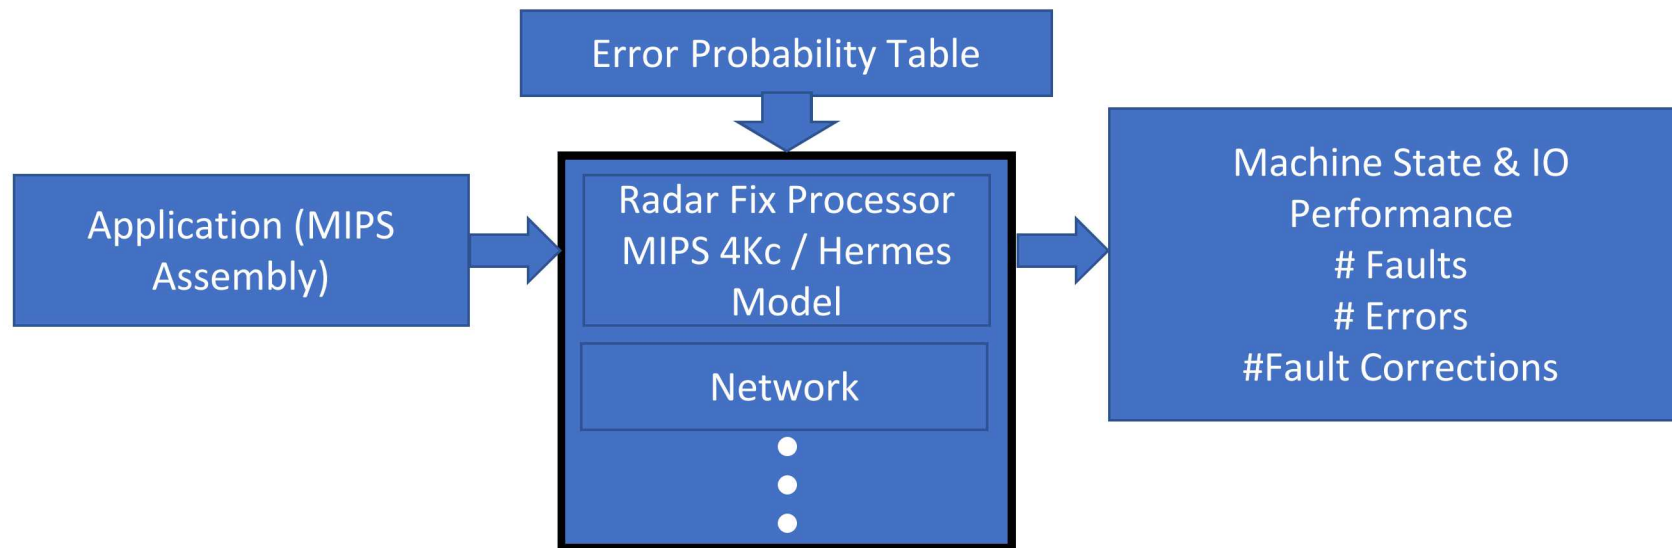 Error Probability Table
Application (MIPS
Assembly)
Radar Fix Processor
MIPS 4Kc / Hermes
Model
Network
Machine State & IO
Performance
# Faults
# Errors
#Fault Corrections